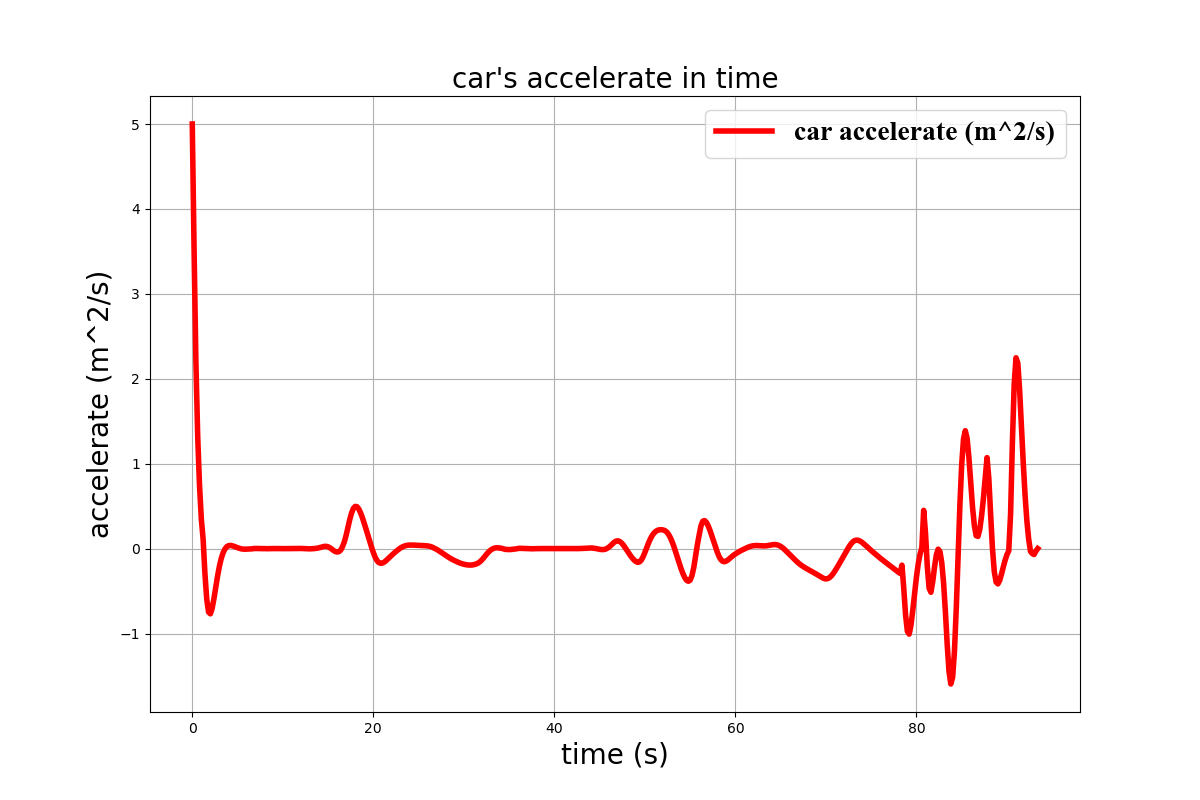 car's accelerate in time
car accelerate (m^2/s)
accelerate (m^2/s)
5
4
3
2
1
0
−1
0 20 40 60 80
time (s)